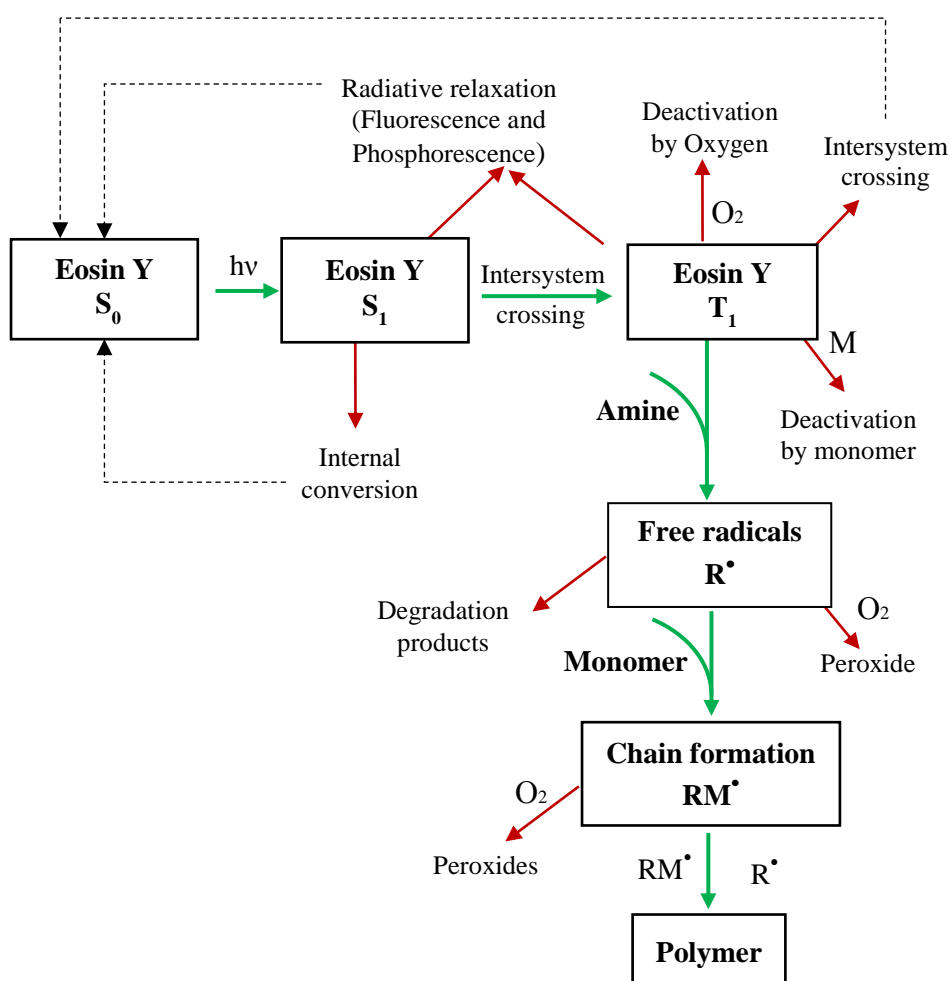 Radiative relaxation
(Fluorescence and
Phosphorescence)
Deactivation
by Oxygen
Intersystem
crossing
O₂
Eosin Y
S₀
hν
Eosin Y
S₁
Intersystem
crossing
Eosin Y
T₁
M
Amine
Deactivation
by monomer
Internal
conversion
Free radicals
R•
Degradation
products
O₂
Peroxide
Monomer
Chain formation
RM•
O₂
Peroxides
RM• R•
Polymer